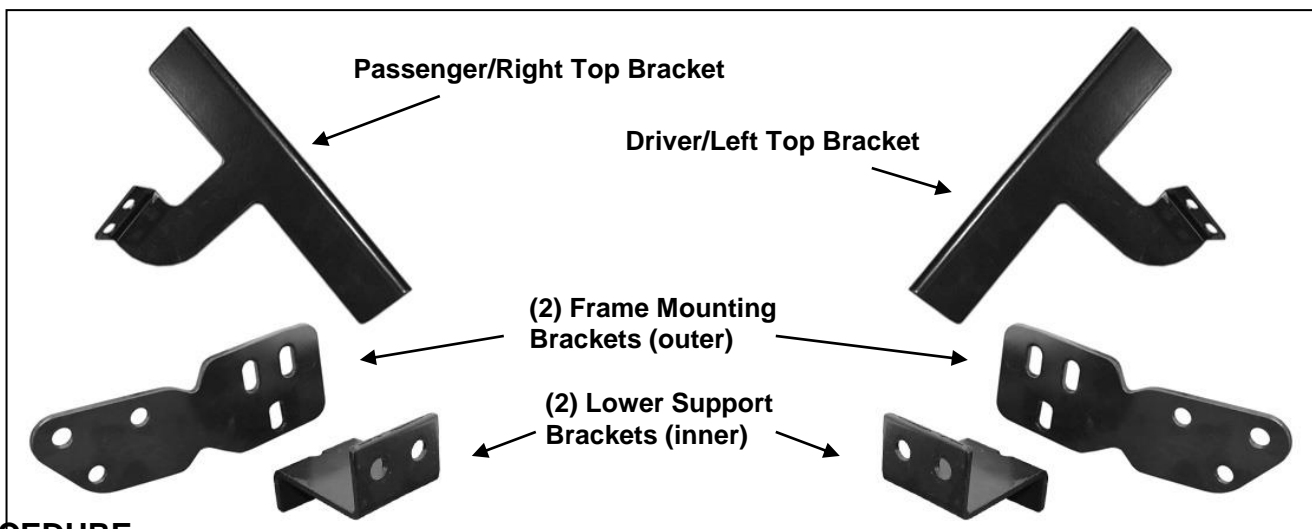 Passenger/Right Top Bracket
Driver/Left Top Bracket
(2) Frame Mounting
Brackets (outer)
(2) Lower Support
Brackets (inner)